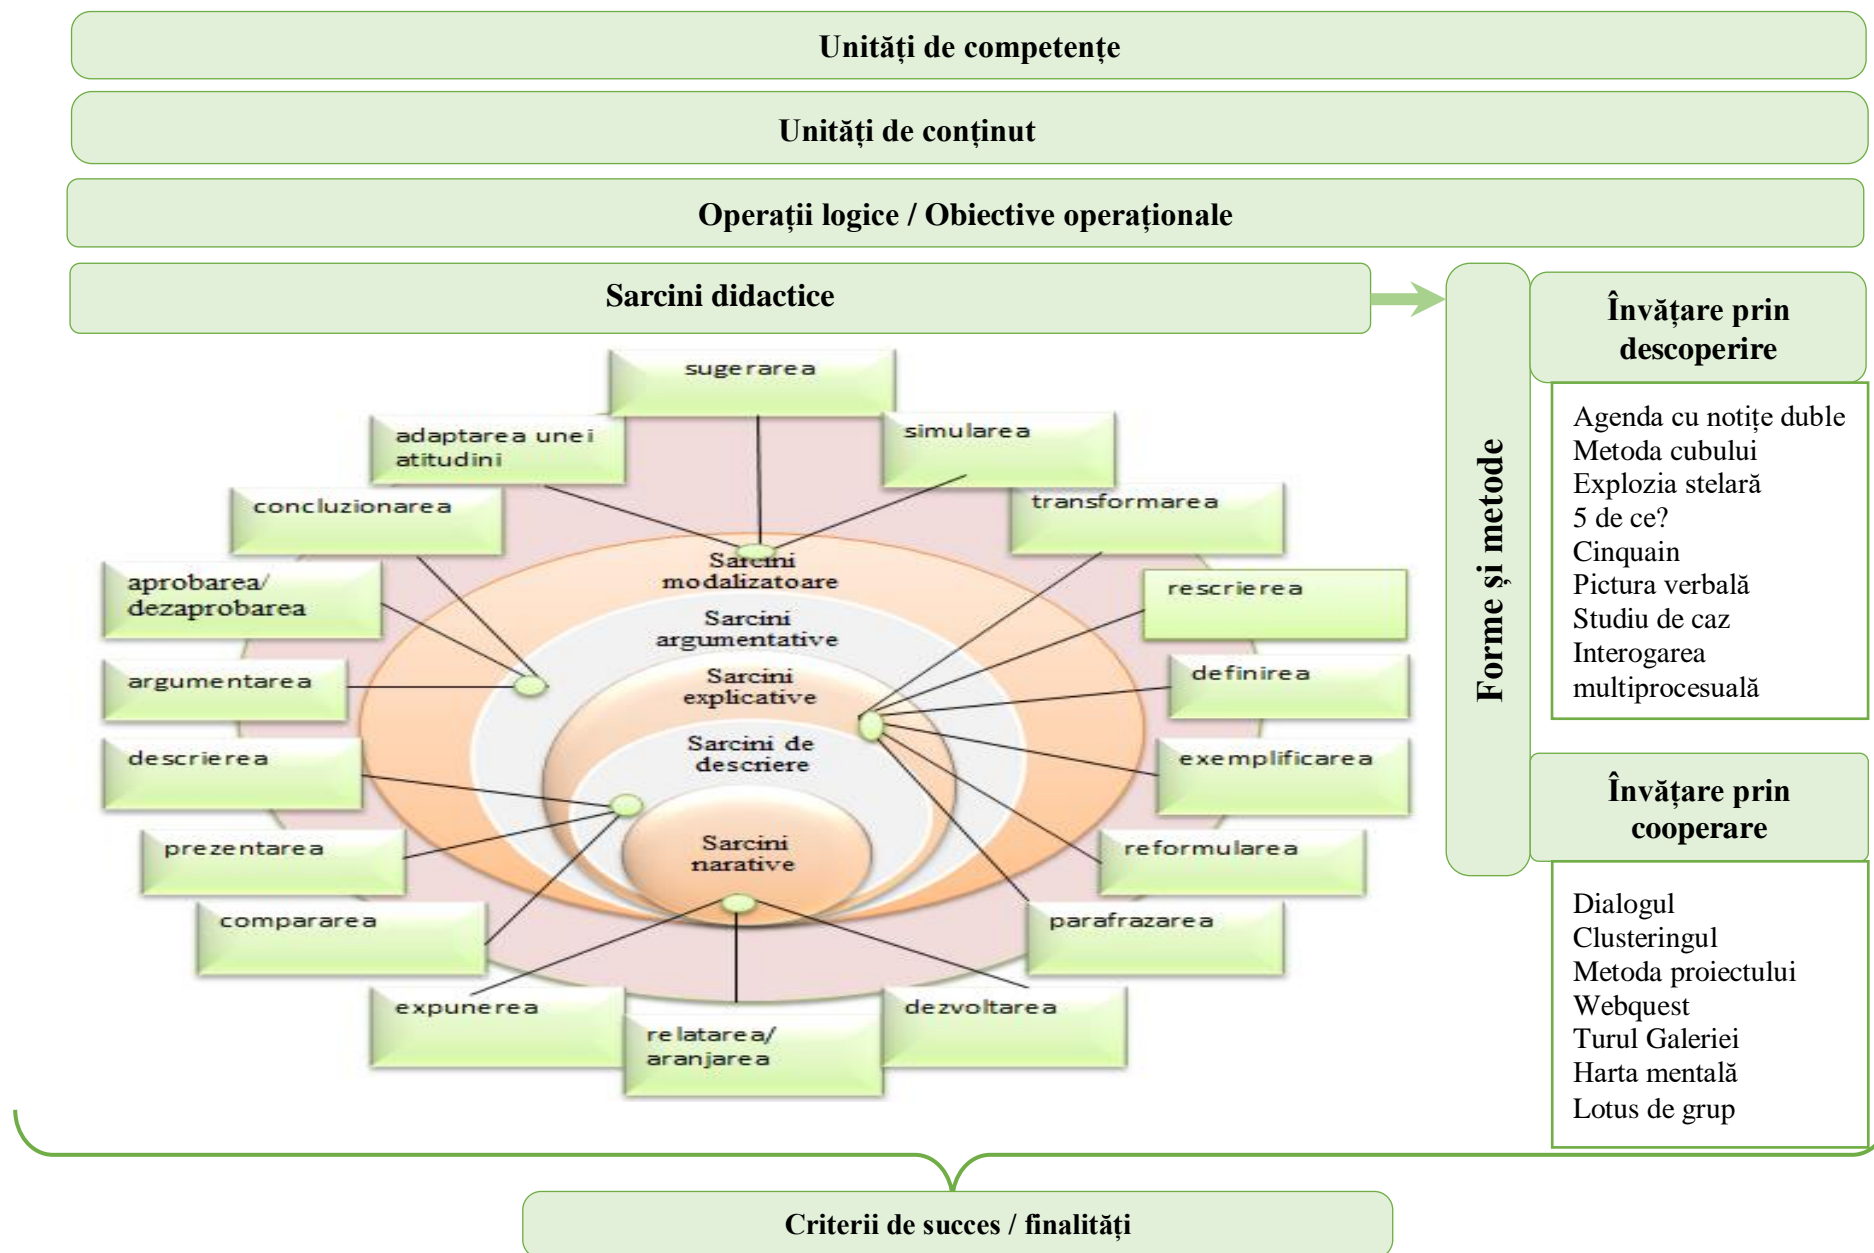 Unități de competențe
Unități de conținut
Operații logice / Obiective operaționale
Sarcini didactice
sugerarea
adaptarea unei
atitudini
simularea
concluzionarea
transformarea
aprobarea/
dezaprobarea
rescrierea
argumentarea
definirea
descrierea
exemplificarea
prezentarea
reformularea
compararea
parafrazarea
expunerea
relatarea/
aranjarea
dezvoltarea
Sarcini
modalizatoare
Sarcini
argumentative
Sarcini
explicative
Sarcini de
descriere
Sarcini
narative
Forme și metode
Învățare prin
descoperire
Agenda cu notițe duble
Metoda cubului
Explozia stelară
5 de ce?
Cinquain
Pictura verbală
Studiu de caz
Interogarea
multiprocesuală
Învățare prin
cooperare
Dialogul
Clusteringul
Metoda proiectului
Webquest
Turul Galeriei
Harta mentală
Lotus de grup
Criterii de succes / finalități